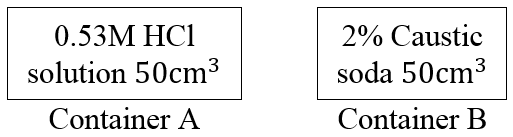 0.53M HCl
solution 50cm³
Container A
2% Caustic
soda 50cm³
Container B